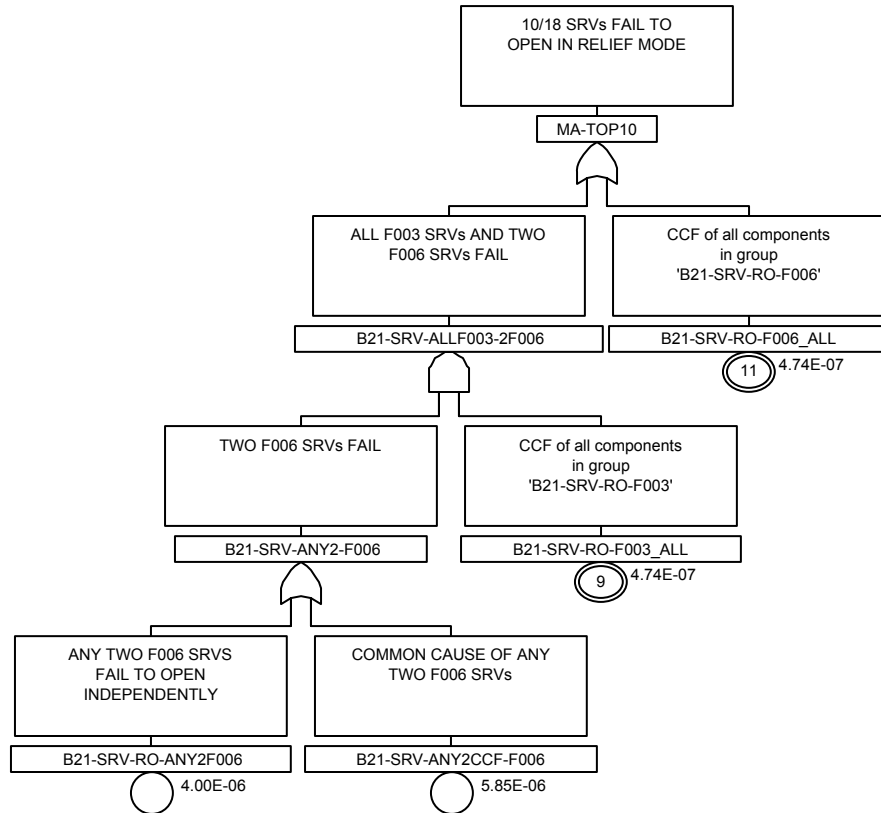 10/18 SRVs FAIL TO
OPEN IN RELIEF MODE
MA-TOP10
ALL F003 SRVs AND TWO
F006 SRVs FAIL
B21-SRV-ALLF003-2F006
CCF of all components
in group
'B21-SRV-RO-F006'
B21-SRV-RO-F006_ALL
11
4.74E-07
TWO F006 SRVs FAIL
B21-SRV-ANY2-F006
CCF of all components
in group
'B21-SRV-RO-F003'
B21-SRV-RO-F003_ALL
9
4.74E-07
ANY TWO F006 SRVS
FAIL TO OPEN
INDEPENDENTLY
B21-SRV-RO-ANY2F006
4.00E-06
COMMON CAUSE OF ANY
TWO F006 SRVs
B21-SRV-ANY2CCF-F006
5.85E-06